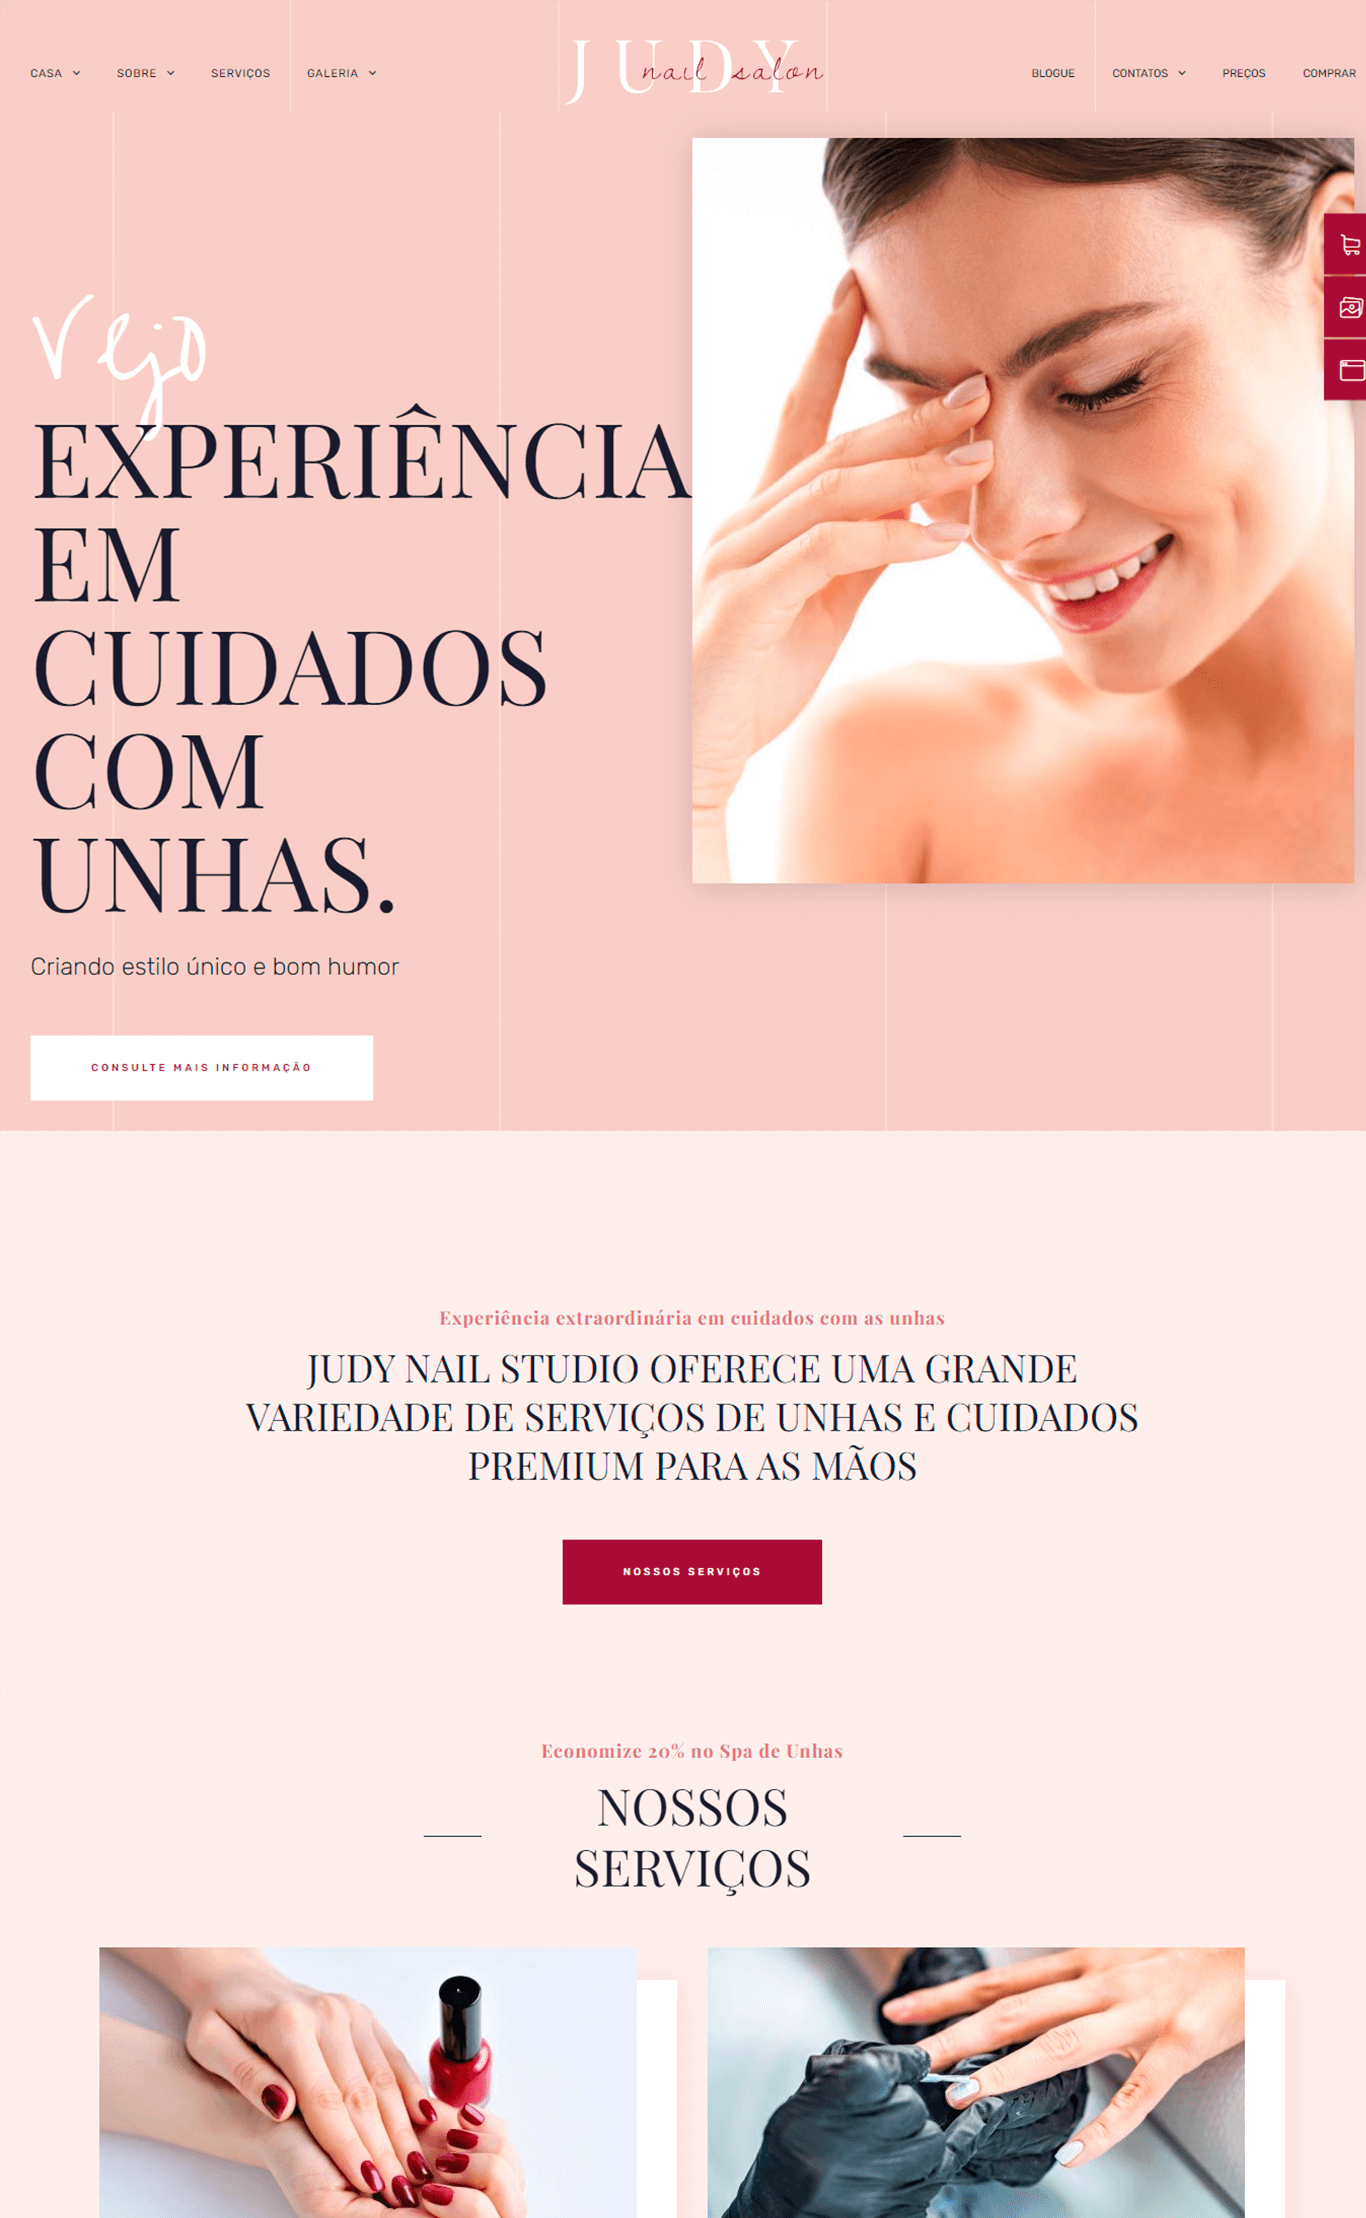 CASA SOBRE SERVIÇOS GALERIA JUDY nail salon BLOGUE CONTATOS PREÇOS COMPRAR
Vejo
EXPERIÊNCIA
EM
CUIDADOS
COM
UNHAS.
Criando estilo único e bom humor
CONSULTE MAIS INFORMAÇÃO
Experiência extraordinária em cuidados com as unhas
JUDY NAIL STUDIO OFERECE UMA GRANDE
VARIEDADE DE SERVIÇOS DE UNHAS E CUIDADOS
PREMIUM PARA AS MÃOS
NOSSOS SERVIÇOS
Economize 20% no Spa de Unhas
NOSSOS
SERVIÇOS